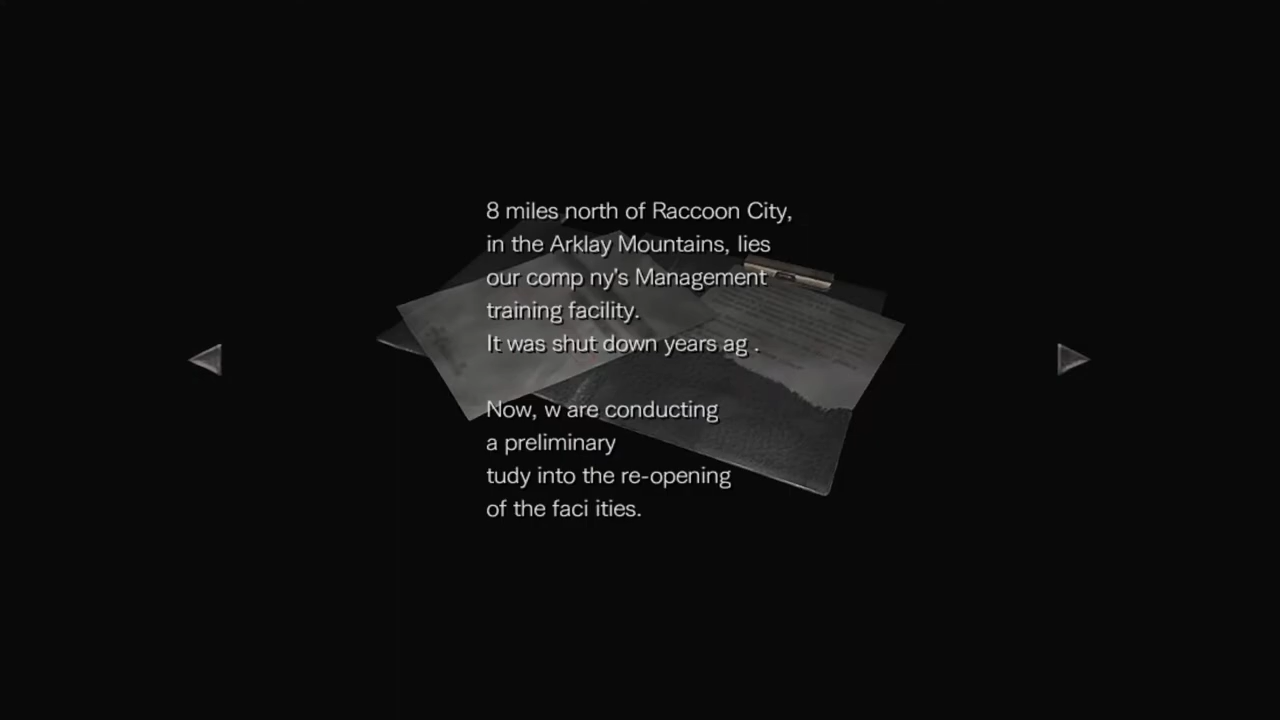 8 miles north of Raccoon City,
in the Arklay Mountains, lies
our comp ny's Management
training facility.
It was shut down years ag .
Now, w are conducting
a preliminary
tudy into the re-opening
of the faci ities.